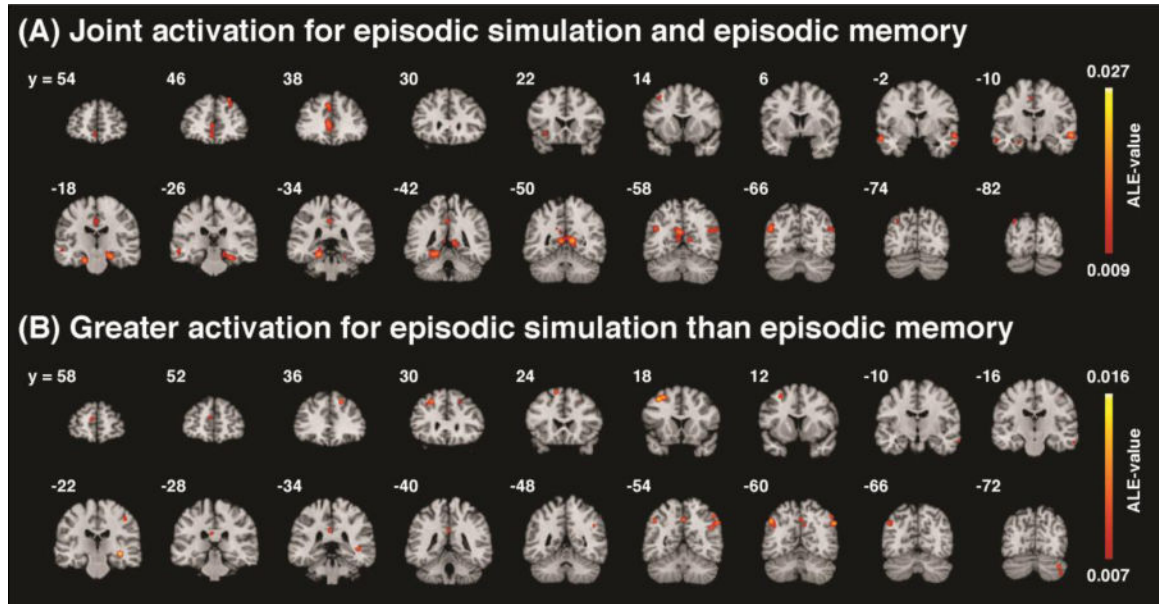 (A) Joint activation for episodic simulation and episodic memory
y = 54 46 38 30 22 14 6 -2 -10
0.027
-18 -26 -34 -42 -50 -58 -66 -74 -82
ALE-value
0.009
(B) Greater activation for episodic simulation than episodic memory
y = 58 52 36 30 24 18 12 -10 -16
0.016
-22 -28 -34 -40 -48 -54 -60 -66 -72
ALE-value
0.007